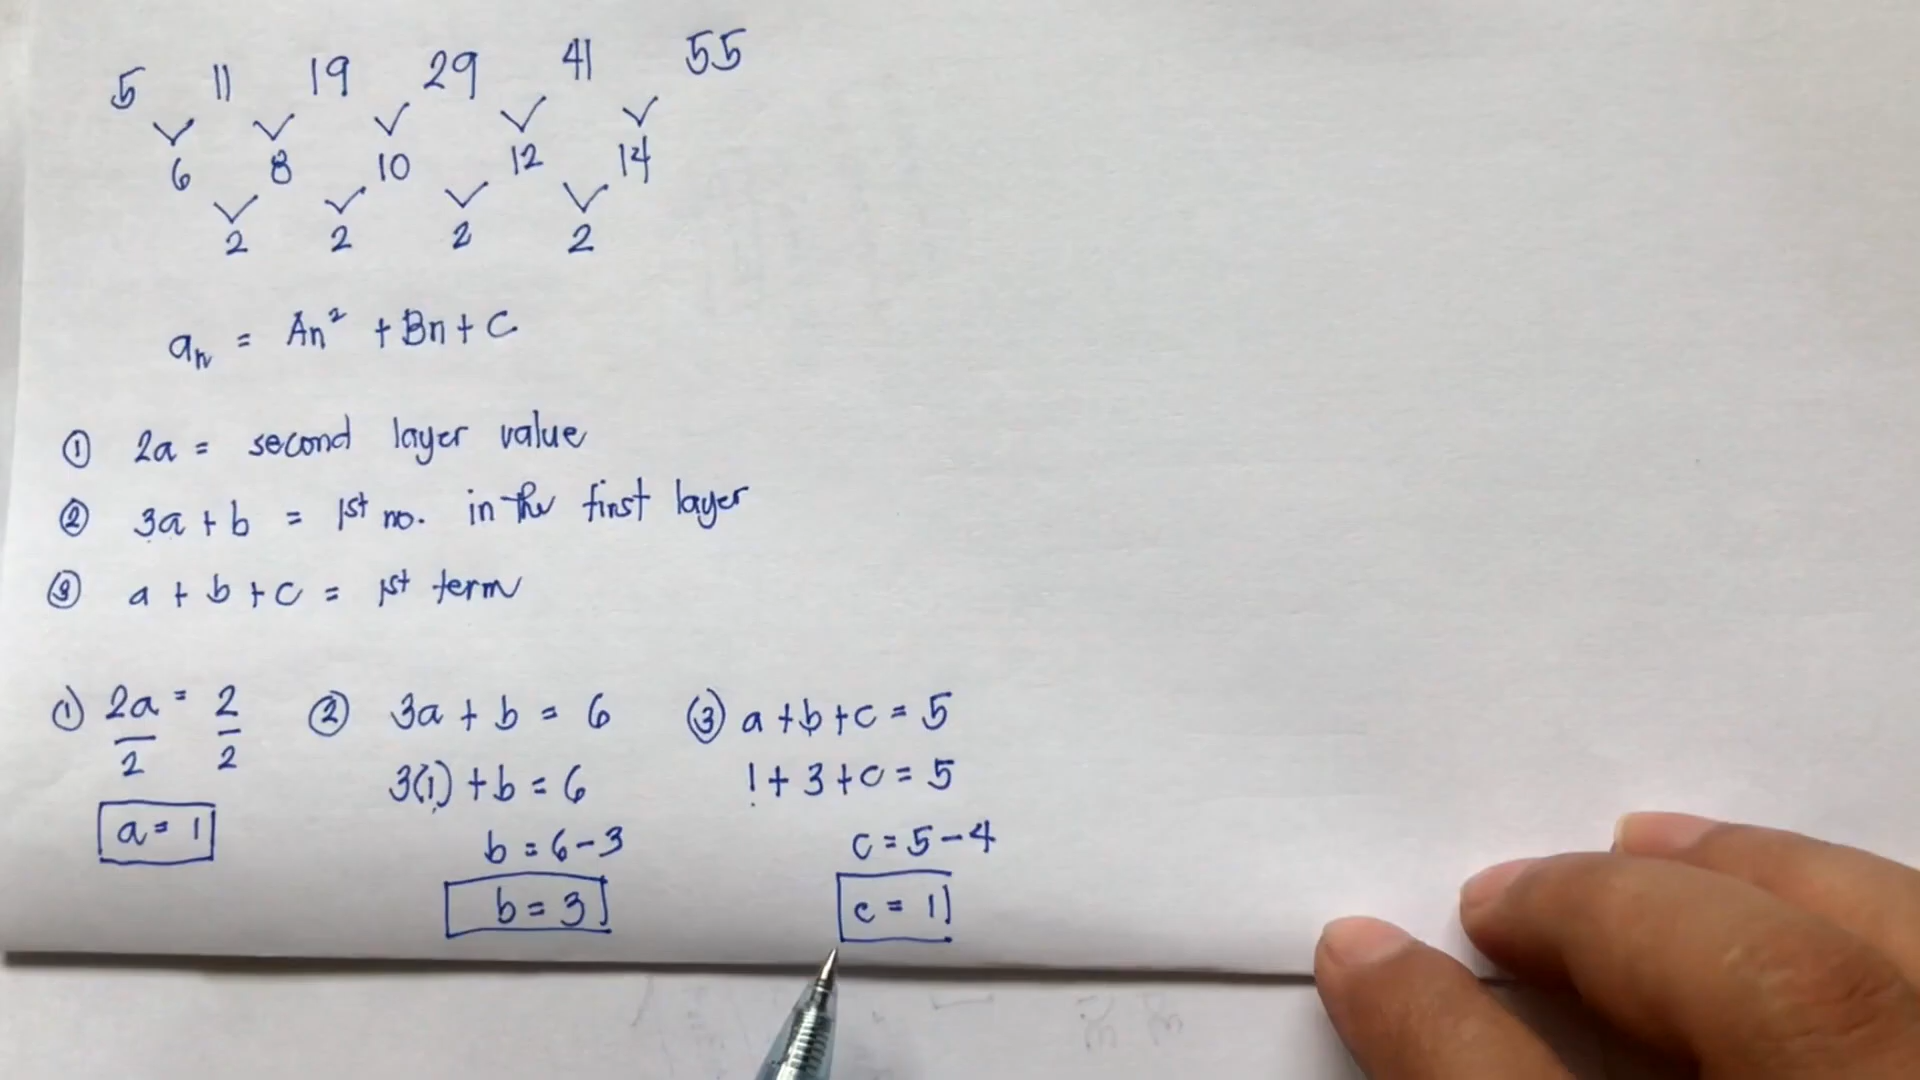 5 11 19 29 41 55
6 8 10 12 14
2 2 2 2
aₙ = An² + Bn + C
① 2a = second layer value
② 3a + b = 1st no. in the first layer
③ a + b + c = 1st term
① 2a/2 = 2/2
a = 1
② 3a + b = 6
3(1) + b = 6
b = 6 - 3
b = 3
③ a + b + c = 5
1 + 3 + c = 5
c = 5 - 4
c = 1